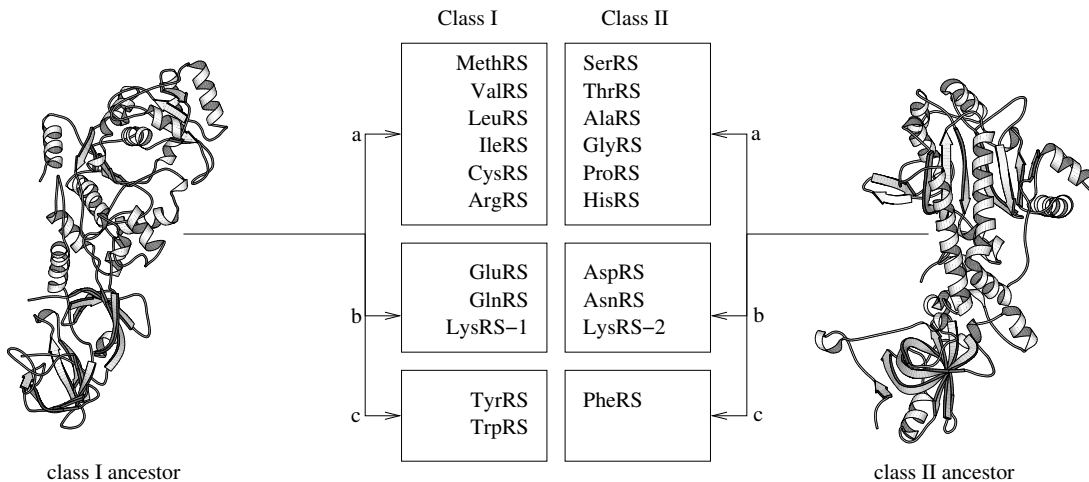 Class I
Class II
a
MethRS
ValRS
LeuRS
IleRS
CysRS
ArgRS
SerRS
ThrRS
AlaRS
GlyRS
ProRS
HisRS
a
b
GluRS
GlnRS
LysRS−1
AspRS
AsnRS
LysRS−2
b
c
TyrRS
TrpRS
PheRS
c
class I ancestor
class II ancestor